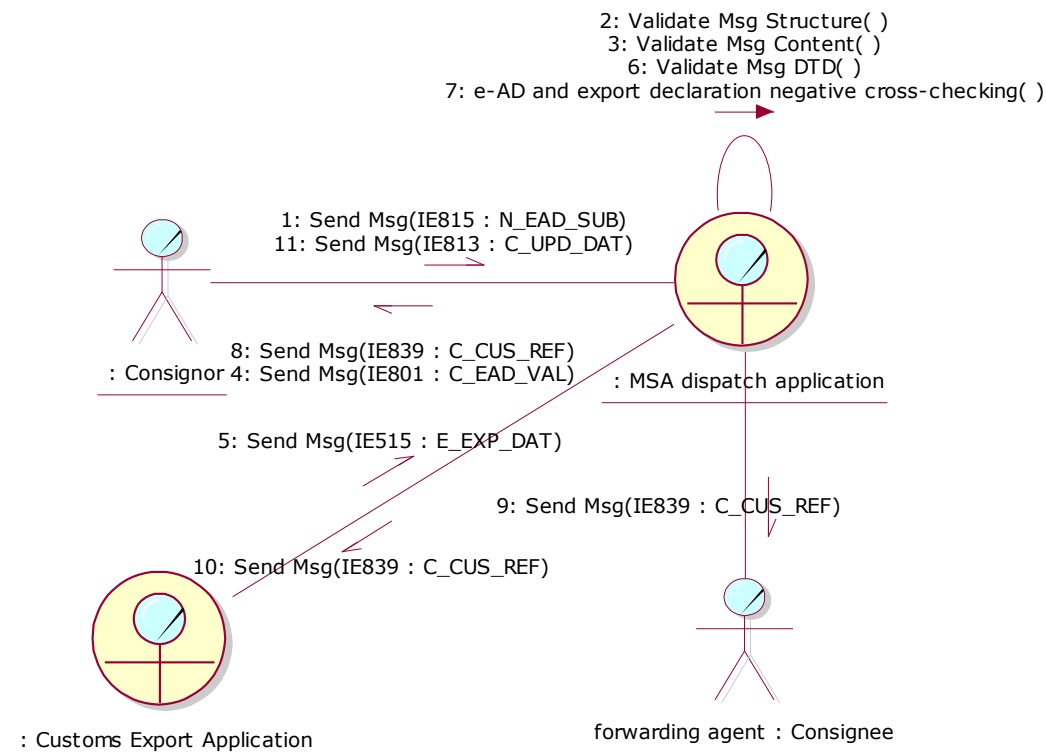 2: Validate Msg Structure( )
3: Validate Msg Content( )
6: Validate Msg DTD( )
7: e-AD and export declaration negative cross-checking( )
1: Send Msg(IE815 : N_EAD_SUB)
11: Send Msg(IE813 : C_UPD_DAT)
8: Send Msg(IE839 : C_CUS_REF)
: Consignor
4: Send Msg(IE801 : C_EAD_VAL)
: MSA dispatch application
5: Send Msg(IE515 : E_EXP_DAT)
9: Send Msg(IE839 : C_CUS_REF)
10: Send Msg(IE839 : C_CUS_REF)
: Customs Export Application
forwarding agent : Consignee